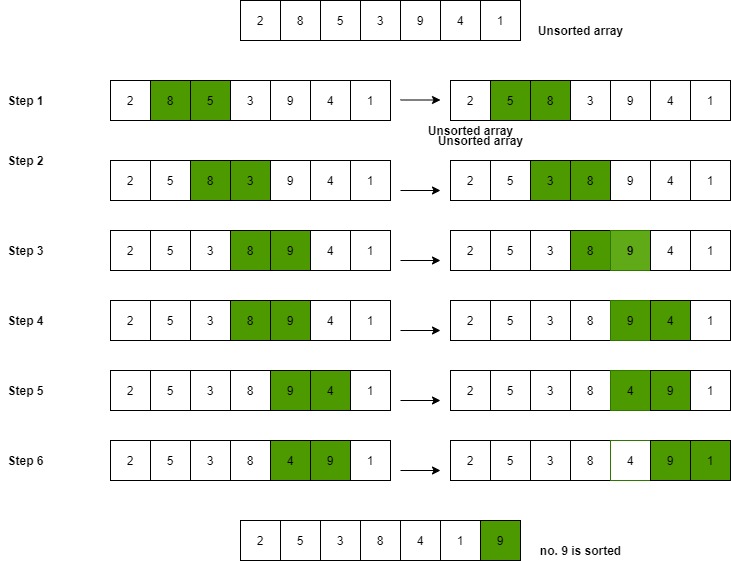 2 8 5 3 9 4 1
Unsorted array
Step 1
2 8 5 3 9 4 1
2 5 8 3 9 4 1
Unsorted array
Unsorted array
Step 2
2 5 8 3 9 4 1
2 5 3 8 9 4 1
Step 3
2 5 3 8 9 4 1
2 5 3 8 9 4 1
Step 4
2 5 3 8 9 4 1
2 5 3 8 9 4 1
Step 5
2 5 3 8 9 4 1
2 5 3 8 4 9 1
Step 6
2 5 3 8 4 9 1
2 5 3 8 4 9 1
2 5 3 8 4 1 9
no. 9 is sorted